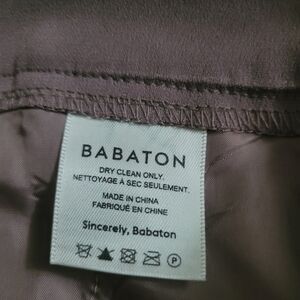 BABATON
DRY CLEAN ONLY.
NETTOYAGE À SEC SEULEMENT.
MADE IN CHINA
FABRIQUÉ EN CHINE
Sincerely, Babaton
P